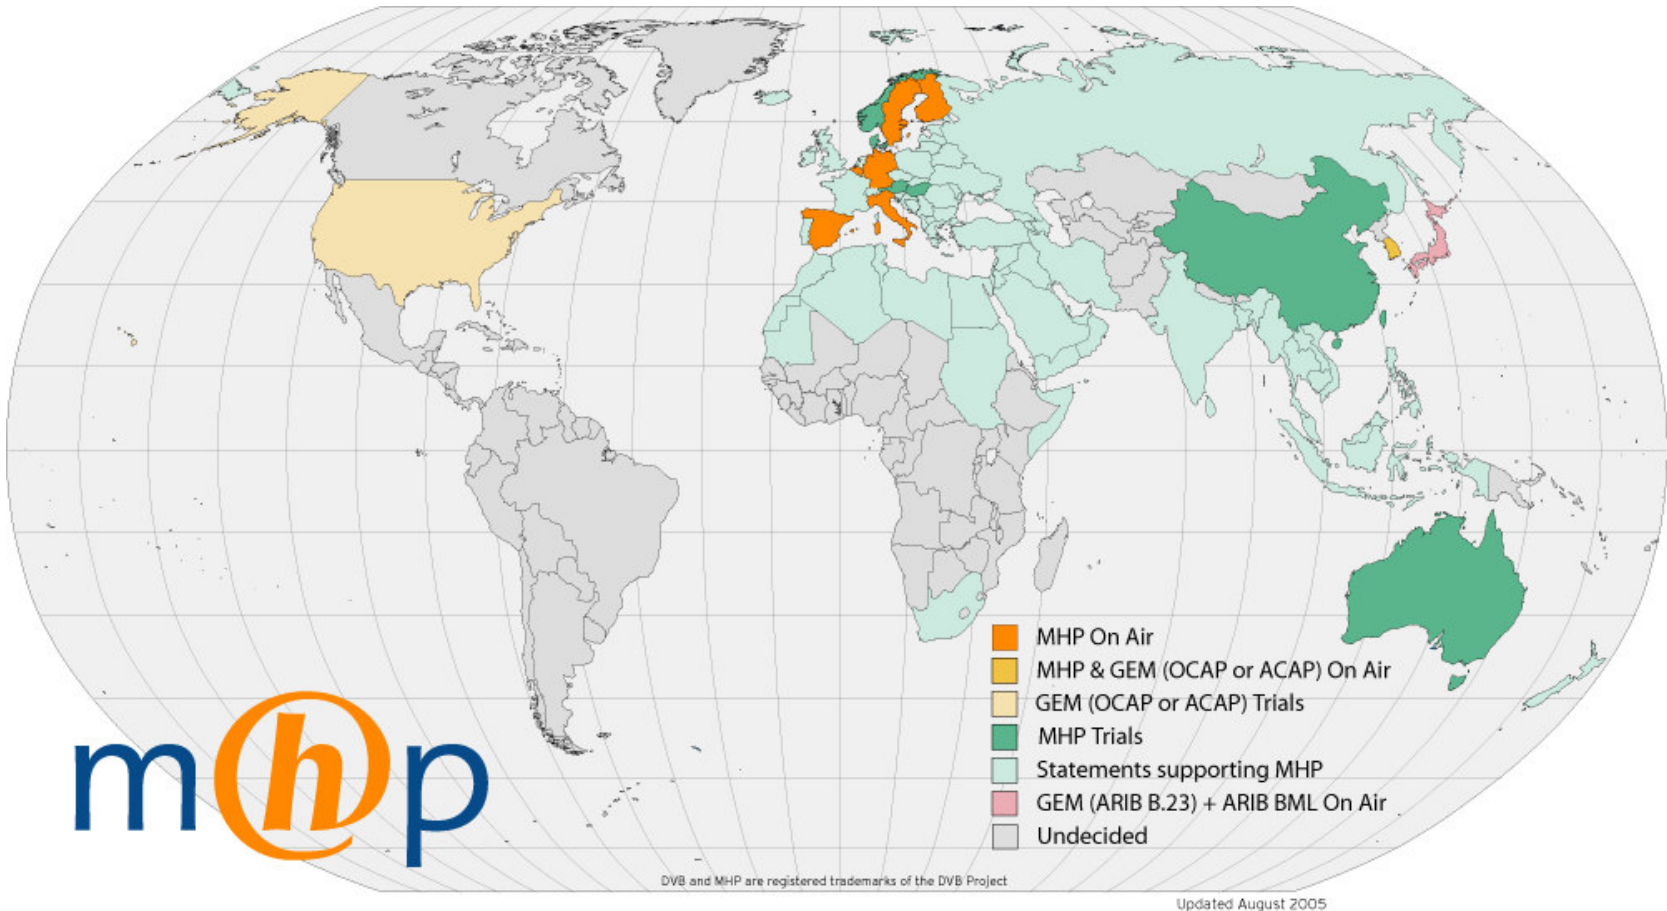 MHP On Air
MHP & GEM (OCAP or ACAP) On Air
GEM (OCAP or ACAP) Trials
MHP Trials
Statements supporting MHP
GEM (ARIB B.23) + ARIB BML On Air
Undecided
m@hp
DVB and MHP are registered trademarks of the DVB Project
Updated August 2005